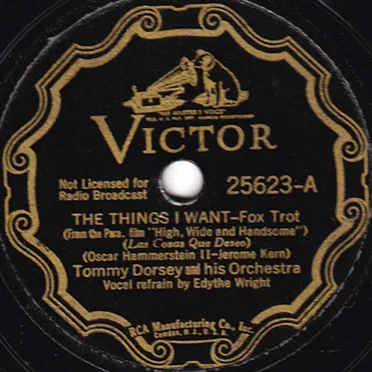 "HIS MASTER'S VOICE"
VICTOR
Not Licensed for
Radio Broadcast
25623-A
THE THINGS I WANT-Fox Trot
(From the Para. film "High, Wide and Handsome")
(Las Cosas Que Deseo)
(Oscar Hammerstein II-Jerome Kern)
Tommy Dorsey and his Orchestra
Vocal refrain by Edythe Wright
RCA Manufacturing Co., Inc.
Camden, N. J., U. S. A.